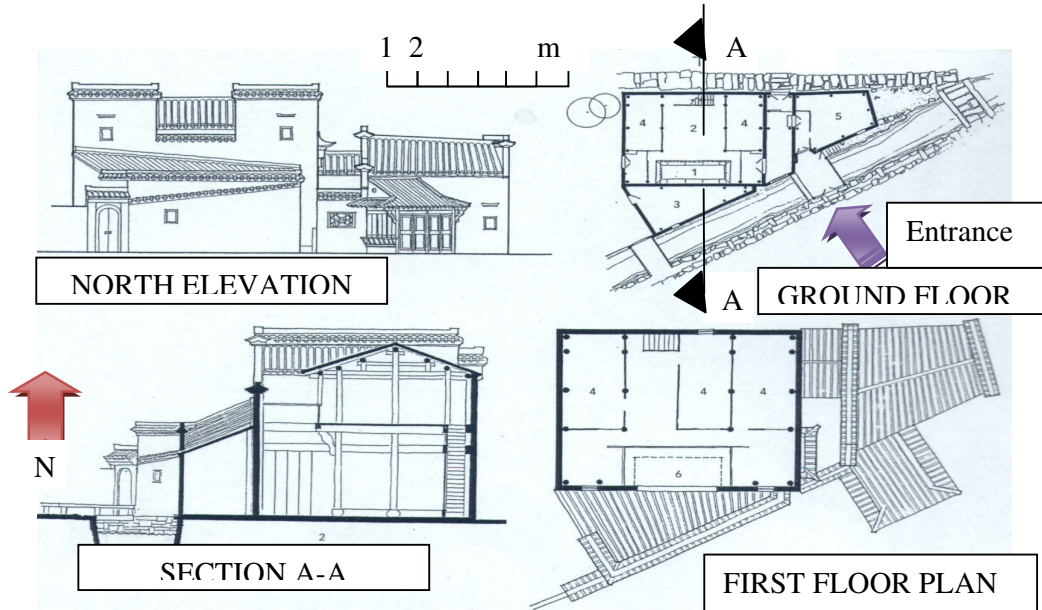 1 2 m
A
4 2 4 5
1
3
Entrance
A
NORTH ELEVATION
GROUND FLOOR
N
4 4 4
6
2
SECTION A-A
FIRST FLOOR PLAN